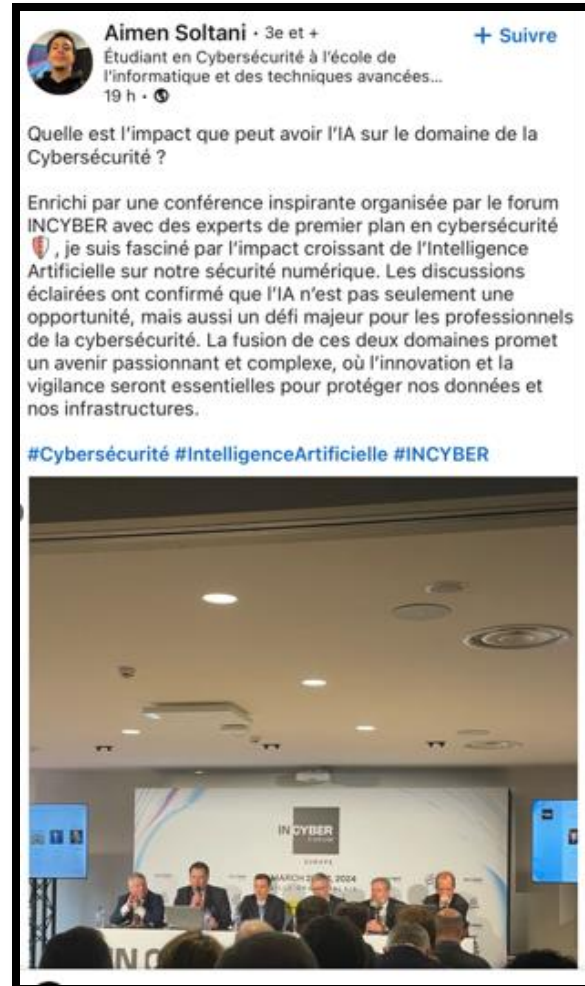 Aimen Soltani · 3e et +
+ Suivre
Étudiant en Cybersécurité à l'école de
l'informatique et des techniques avancées...
19 h ·
Quelle est l'impact que peut avoir l'IA sur le domaine de la
Cybersécurité ?
Enrichi par une conférence inspirante organisée par le forum
INCYBER avec des experts de premier plan en cybersécurité
, je suis fasciné par l'impact croissant de l'Intelligence
Artificielle sur notre sécurité numérique. Les discussions
éclairées ont confirmé que l'IA n'est pas seulement une
opportunité, mais aussi un défi majeur pour les professionnels
de la cybersécurité. La fusion de ces deux domaines promet
un avenir passionnant et complexe, où l'innovation et la
vigilance seront essentielles pour protéger nos données et
nos infrastructures.
#Cybersécurité #IntelligenceArtificielle #INCYBER
INCYBER
FORUM
EUROPE
MARCH 2024
IN C